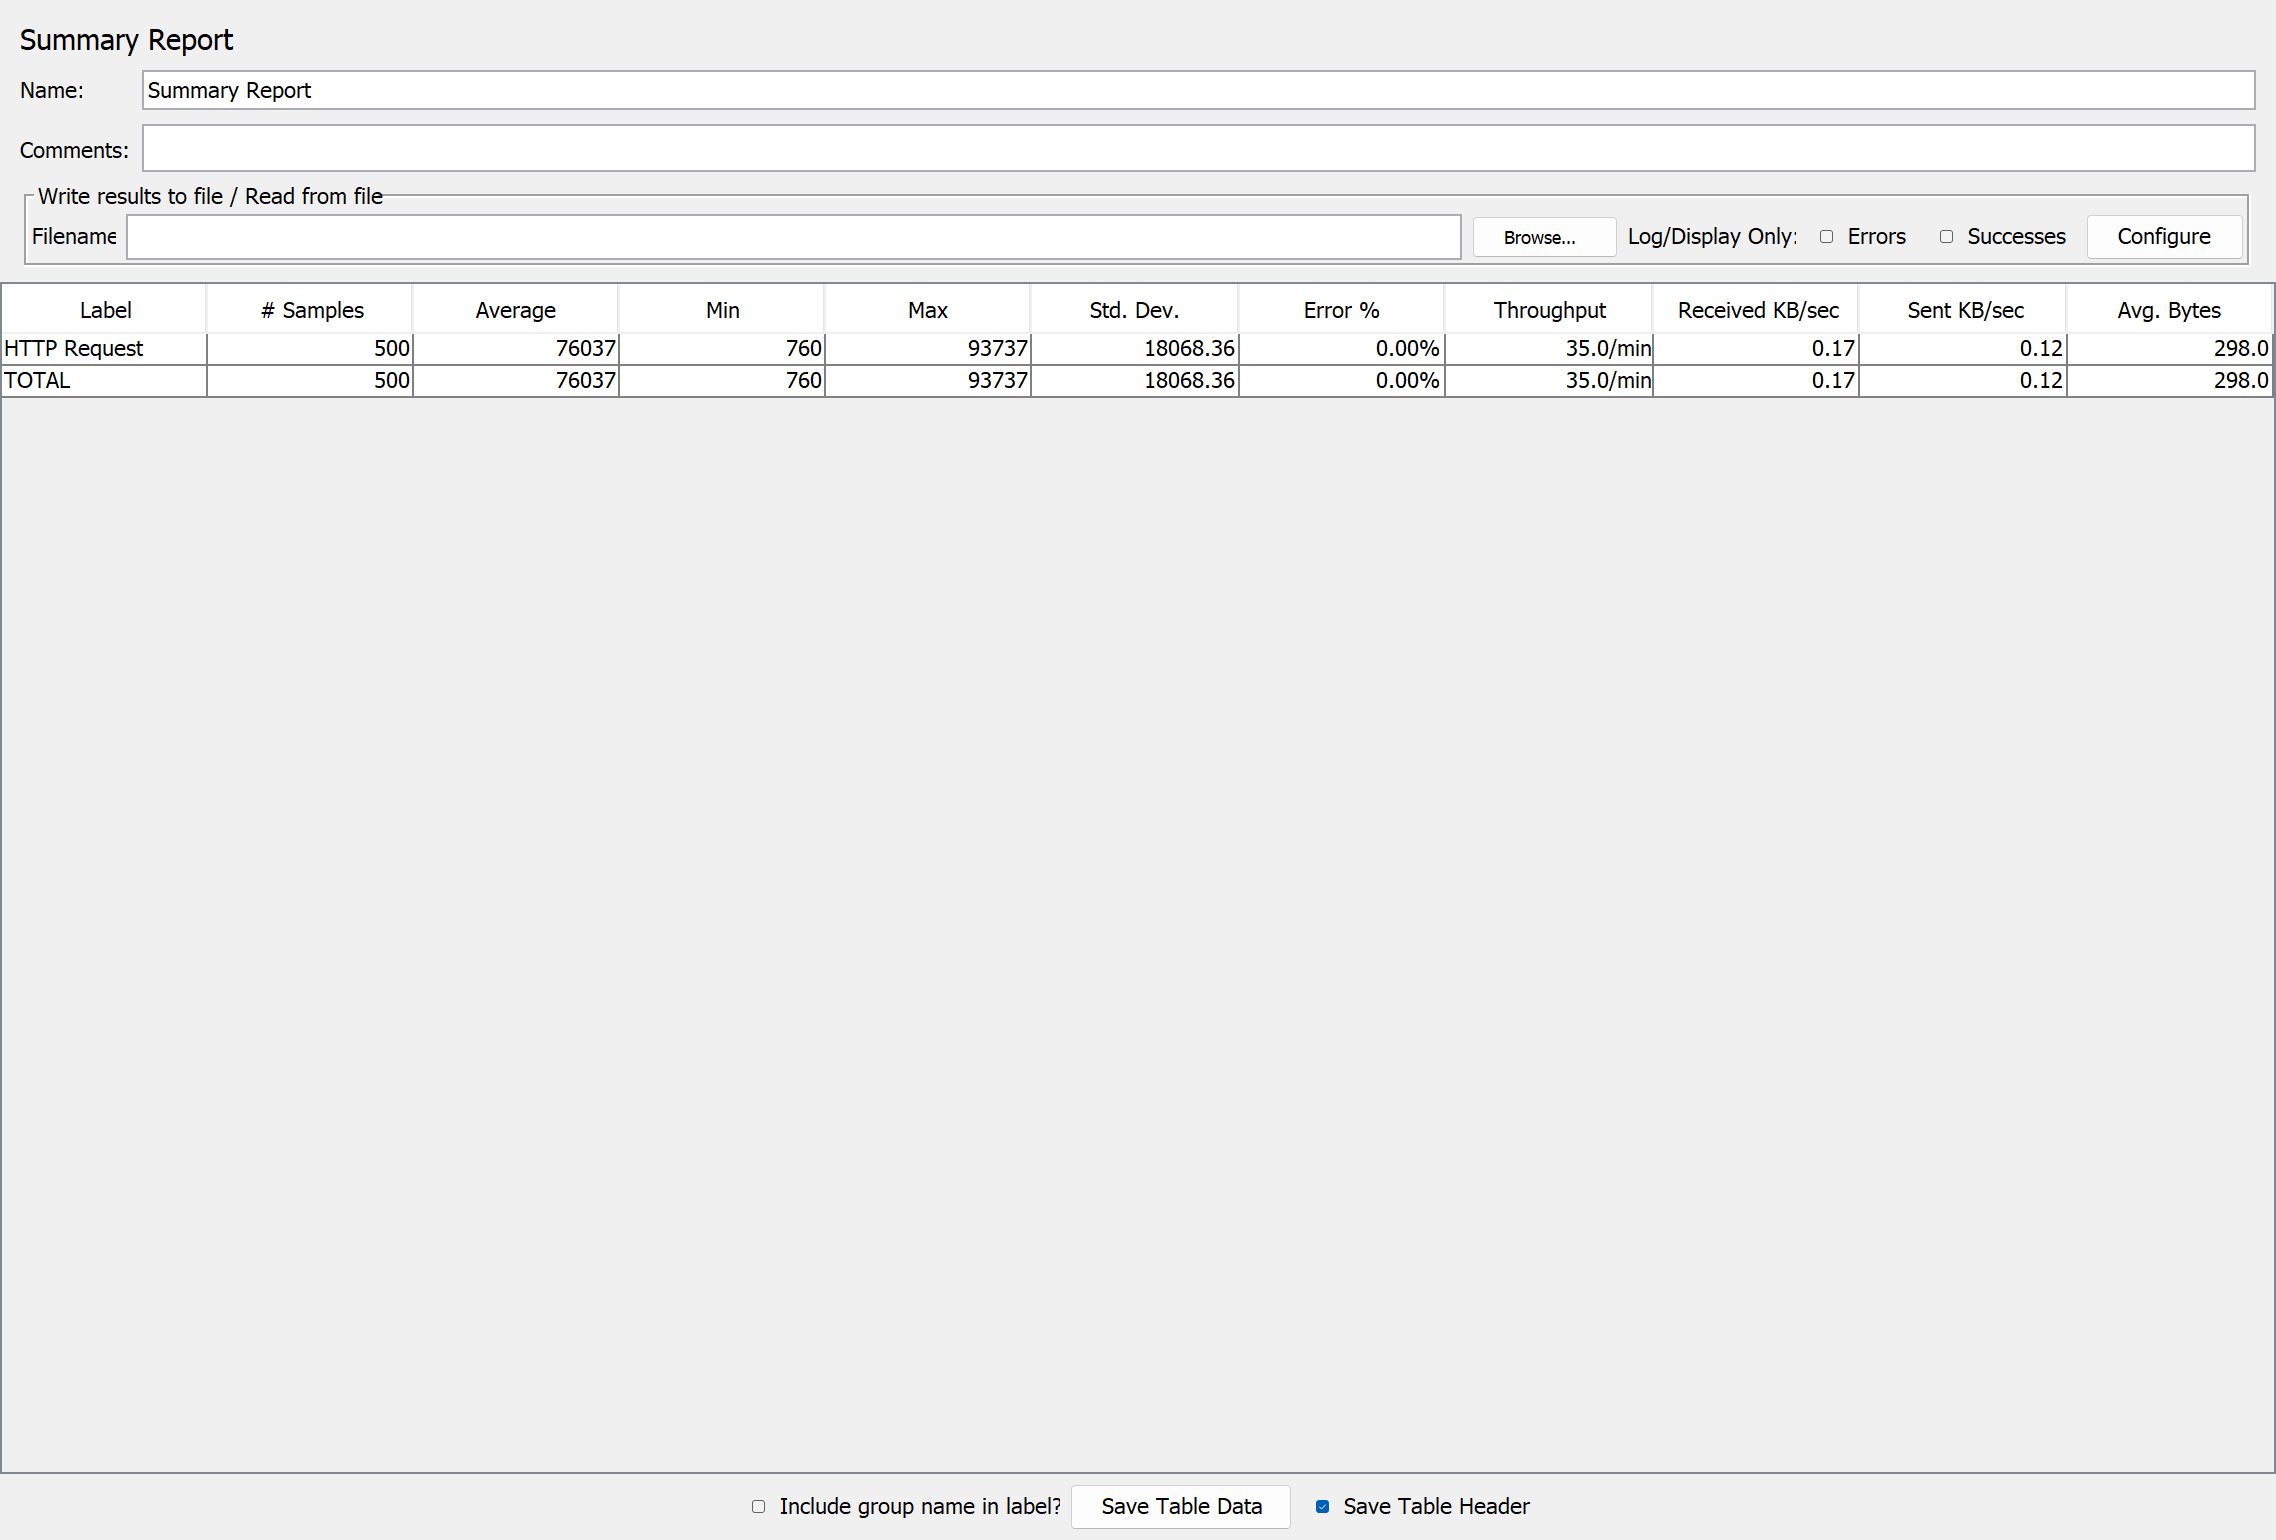 Summary Report
Name: Summary Report
Comments:
Write results to file / Read from file
Filename Browse... Log/Display Only: Errors Successes Configure
Label # Samples Average Min Max Std. Dev. Error % Throughput Received KB/sec Sent KB/sec Avg. Bytes
HTTP Request 500 76037 760 93737 18068.36 0.00% 35.0/min 0.17 0.12 298.0
TOTAL 500 76037 760 93737 18068.36 0.00% 35.0/min 0.17 0.12 298.0
Include group name in label? Save Table Data Save Table Header